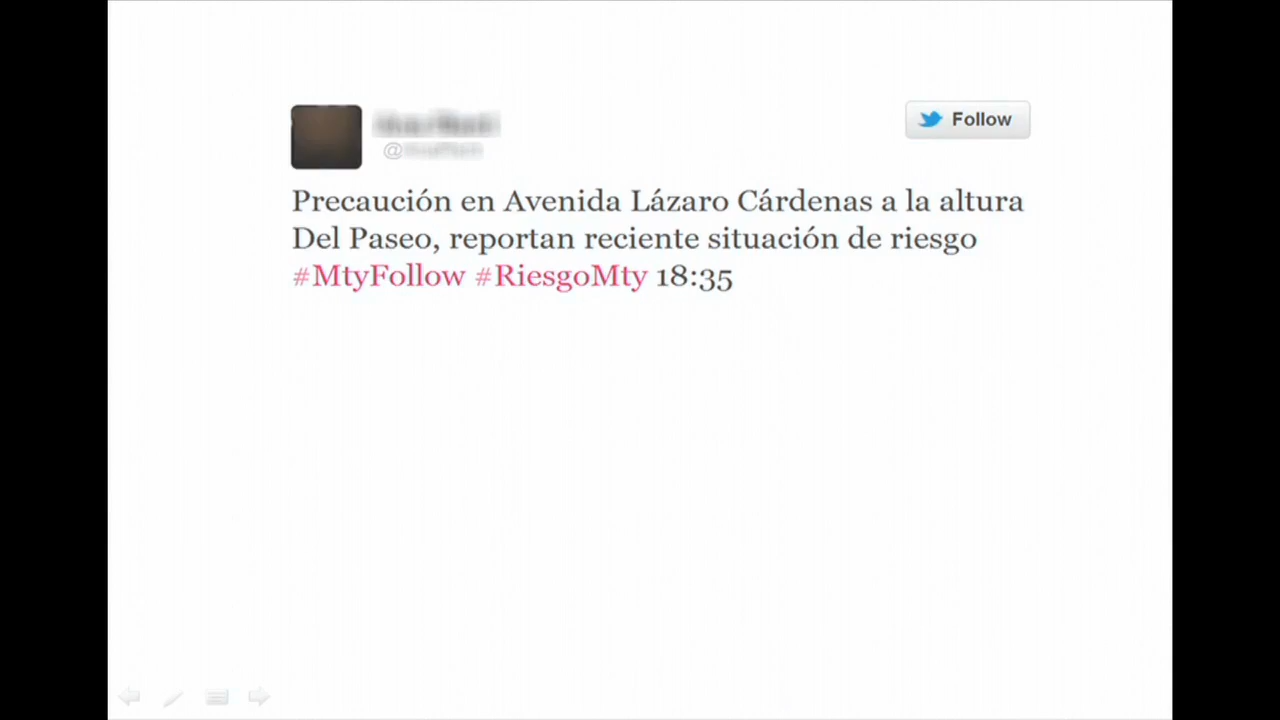 Follow
@
Precaución en Avenida Lázaro Cárdenas a la altura
Del Paseo, reportan reciente situación de riesgo
#MtyFollow #RiesgoMty 18:35